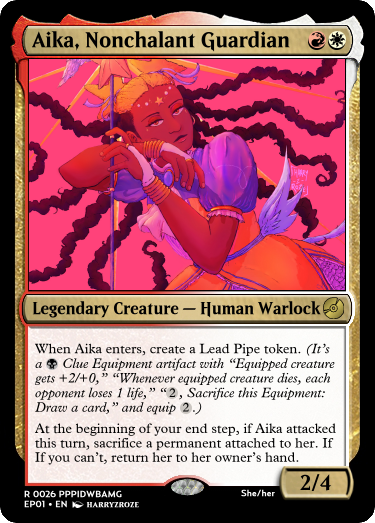 Aika, Nonchalant Guardian
Legendary Creature — Human Warlock
When Aika enters, create a Lead Pipe token. (It's
a Clue Equipment artifact with “Equipped creature
gets +2/+0,” “Whenever equipped creature dies, each
opponent loses 1 life,” “2, Sacrifice this Equipment:
Draw a card,” and equip 2.)
At the beginning of your end step, if Aika attacked
this turn, sacrifice a permanent attached to her. If
If you can't, return her to her owner's hand.
2/4
R 0026 PPPIDWBAMG
She/her
EP01 • EN HARRYZROZE